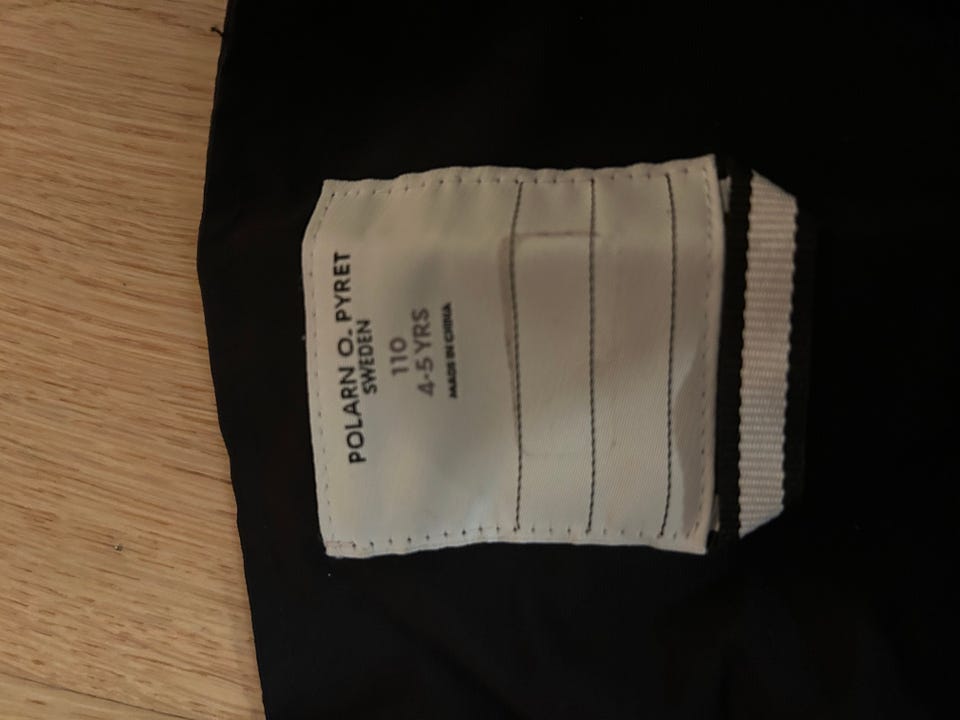 POLARN O. PYRET
SWEDEN
110
4-5 YRS
MADE IN CHINA